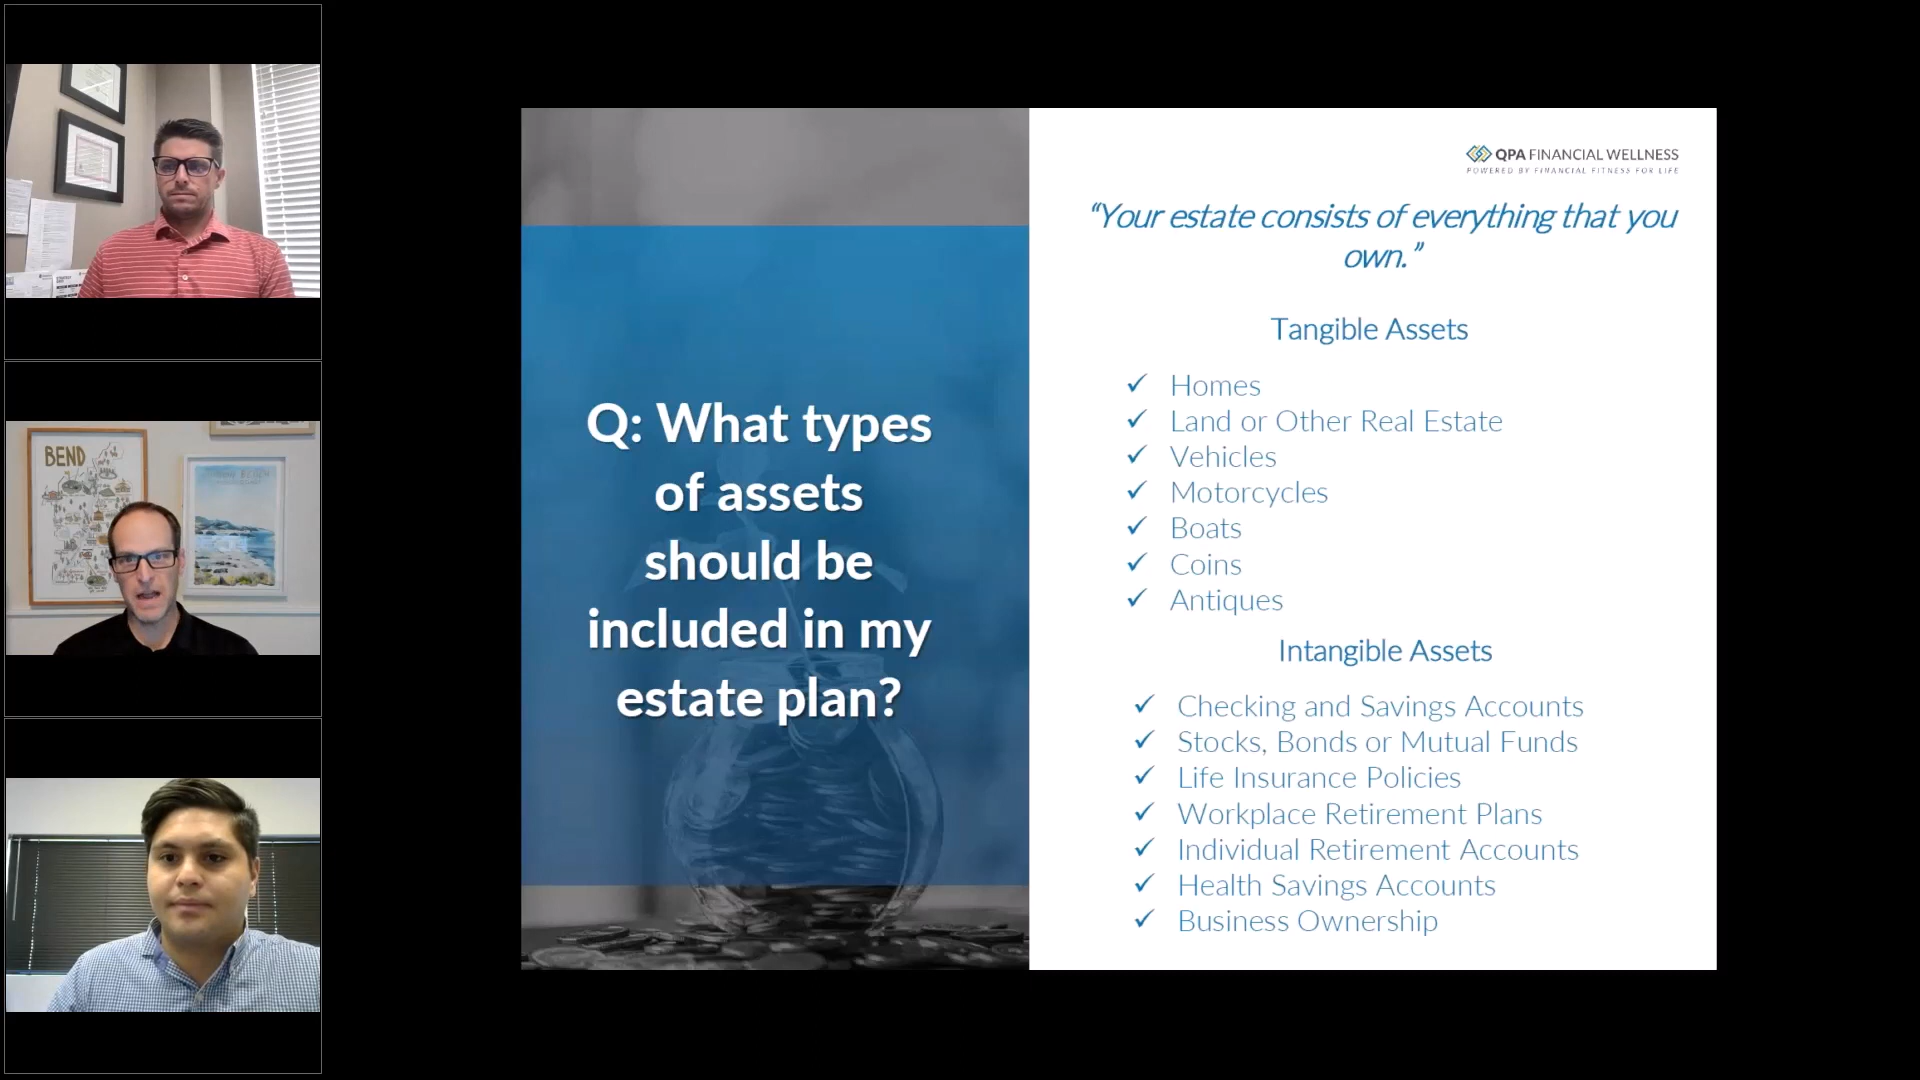 BEND
QPA FINANCIAL WELLNESS
POWERED BY FINANCIAL FITNESS FOR LIFE
“Your estate consists of everything that you
own.”
Q: What types
of assets
should be
included in my
estate plan?
Tangible Assets
✓ Homes
✓ Land or Other Real Estate
✓ Vehicles
✓ Motorcycles
✓ Boats
✓ Coins
✓ Antiques
Intangible Assets
✓ Checking and Savings Accounts
✓ Stocks, Bonds or Mutual Funds
✓ Life Insurance Policies
✓ Workplace Retirement Plans
✓ Individual Retirement Accounts
✓ Health Savings Accounts
✓ Business Ownership